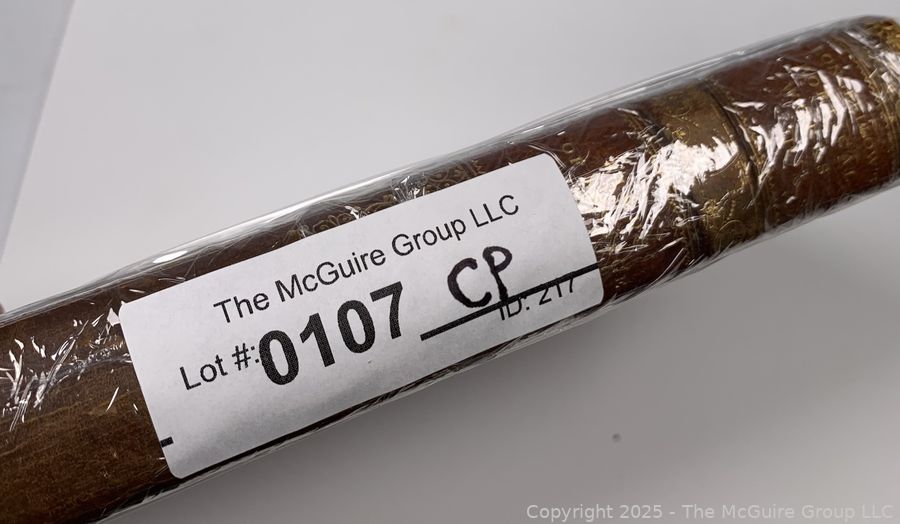 The McGuire Group LLC
Lot #:0107 CP
ID: 217
Copyright 2025 - The McGuire Group LLC